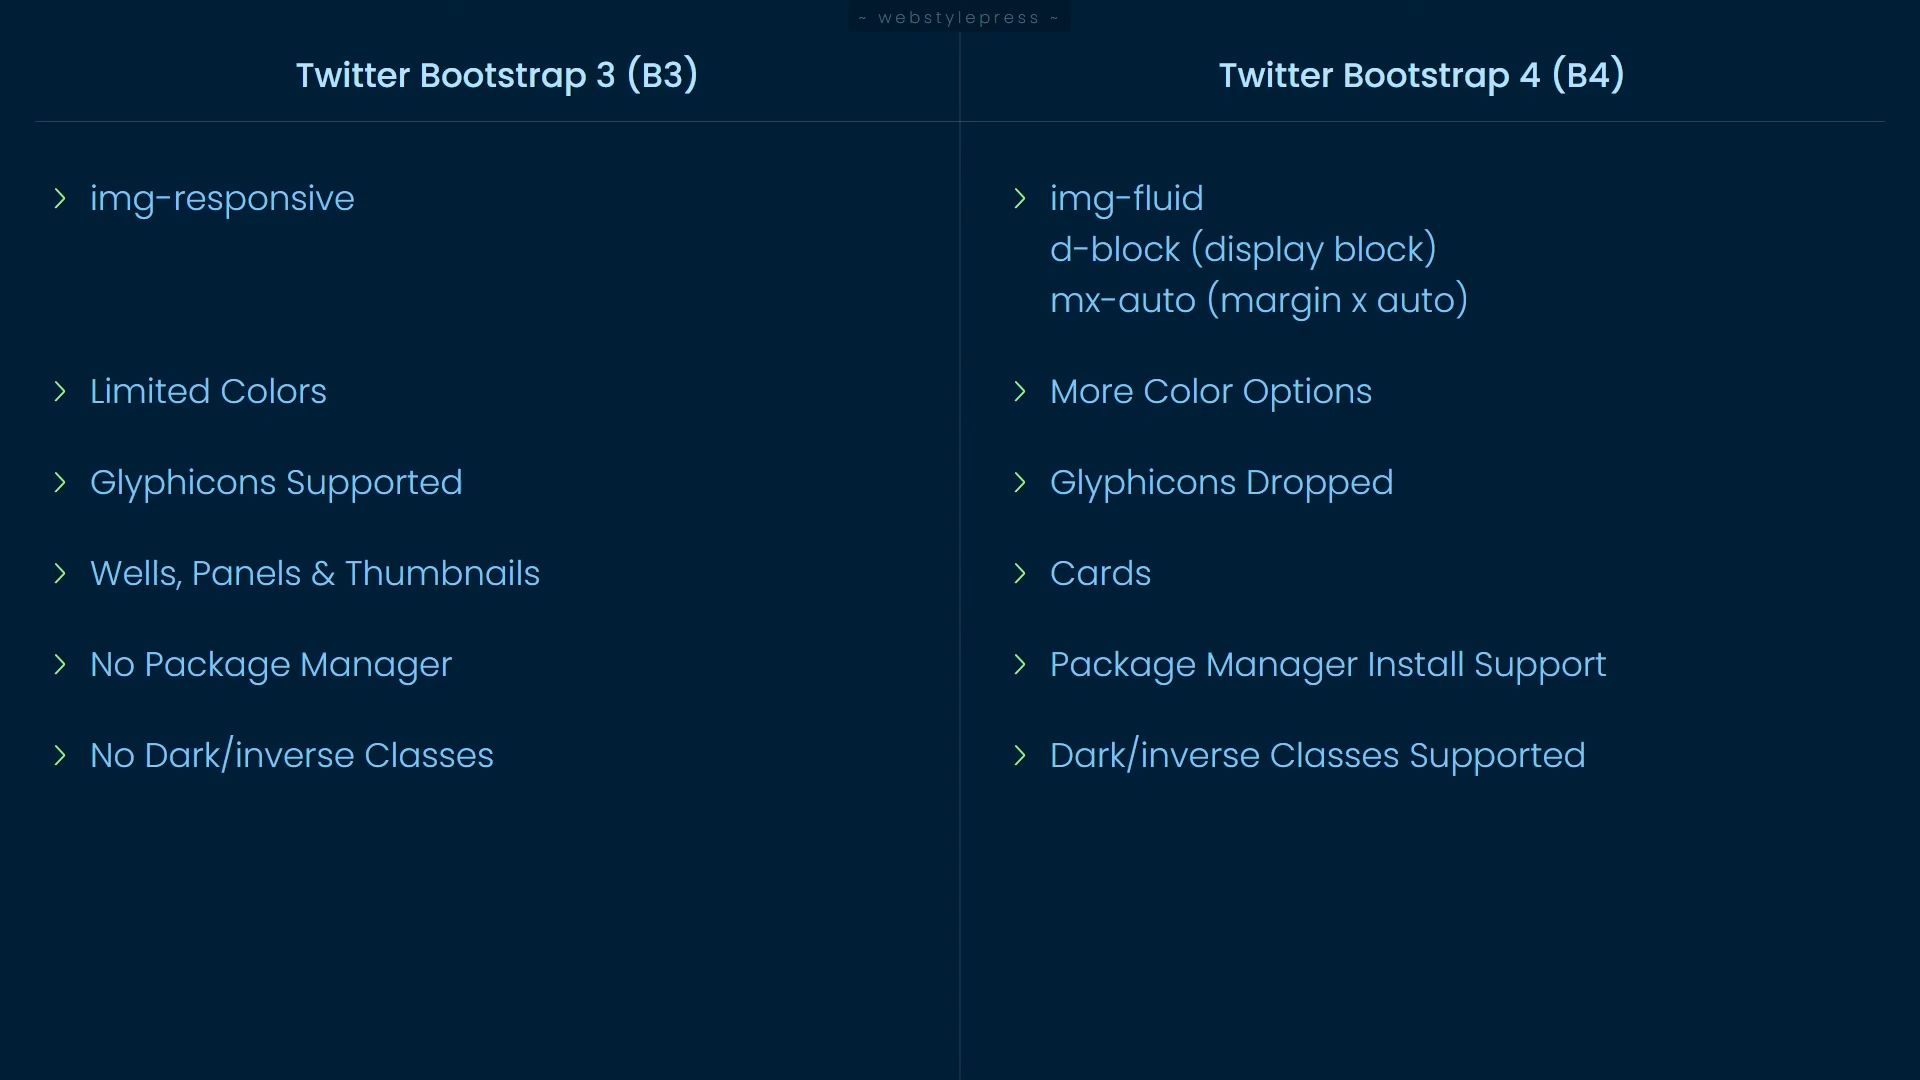 ~ webstylepress ~
Twitter Bootstrap 3 (B3)
img-responsive
Limited Colors
Glyphicons Supported
Wells, Panels & Thumbnails
No Package Manager
No Dark/inverse Classes
Twitter Bootstrap 4 (B4)
img-fluid
d-block (display block)
mx-auto (margin x auto)
More Color Options
Glyphicons Dropped
Cards
Package Manager Install Support
Dark/inverse Classes Supported